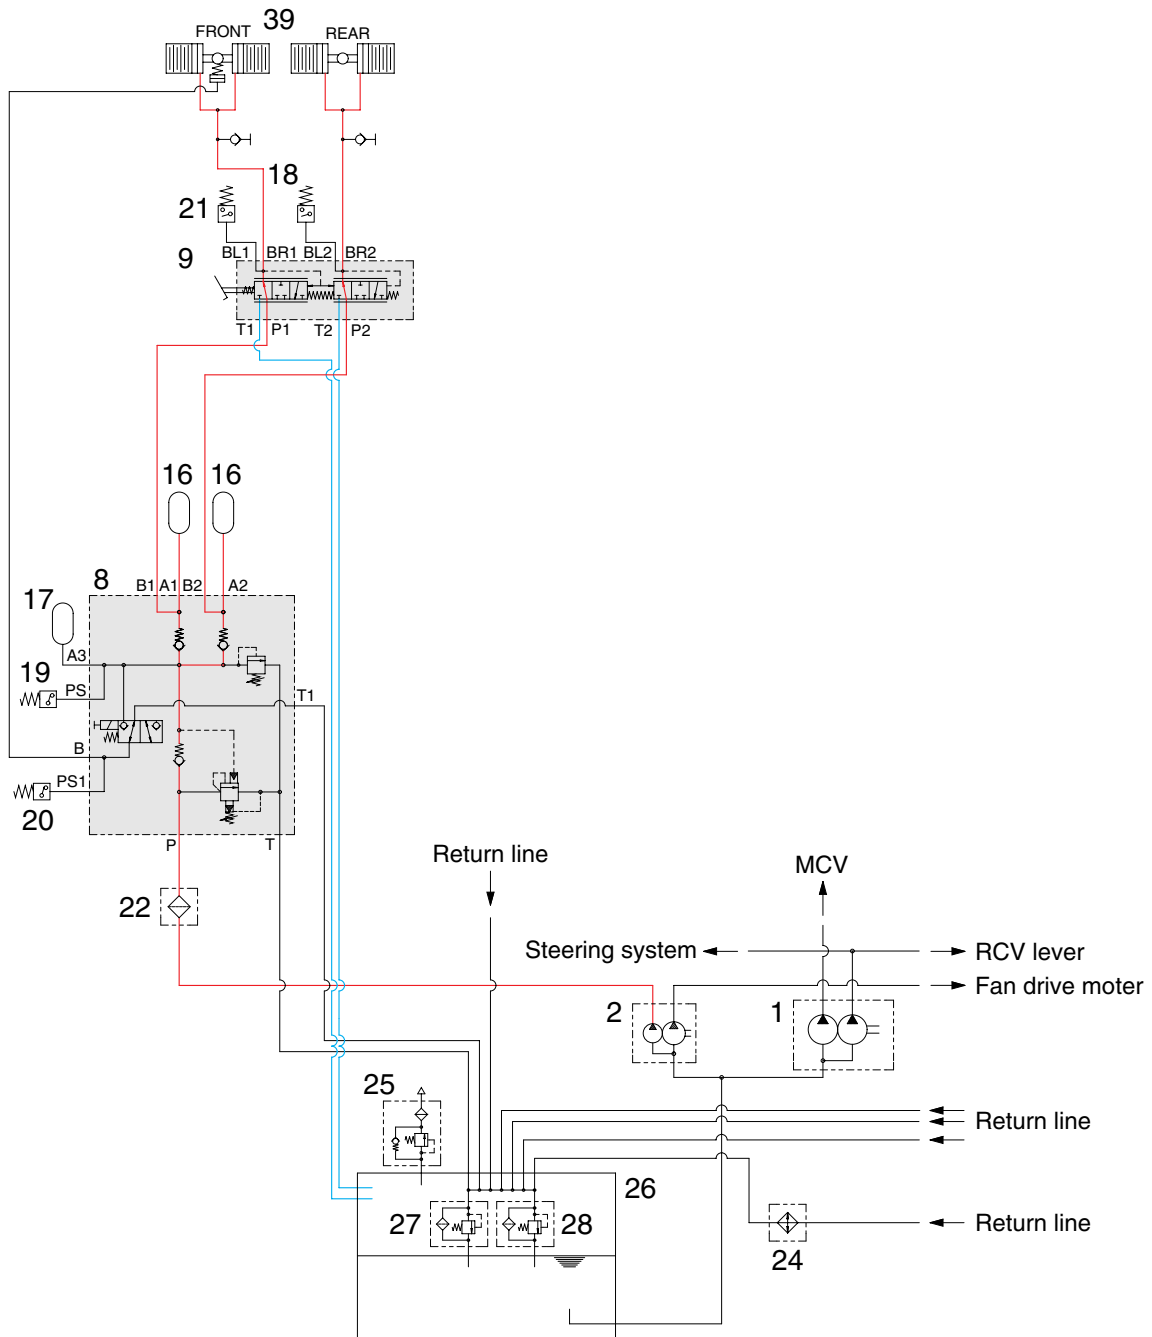 FRONT 39 REAR
18
21
BL1 BR1 BL2 BR2
9
T1 P1 T2 P2
16 16
8 B1 A1 B2 A2
17
A3
19 PS T1
B
PS1
20
P T
Return line MCV
22
Steering system RCV lever
Fan drive moter
2 1
25
Return line
26
27 28 Return line
24